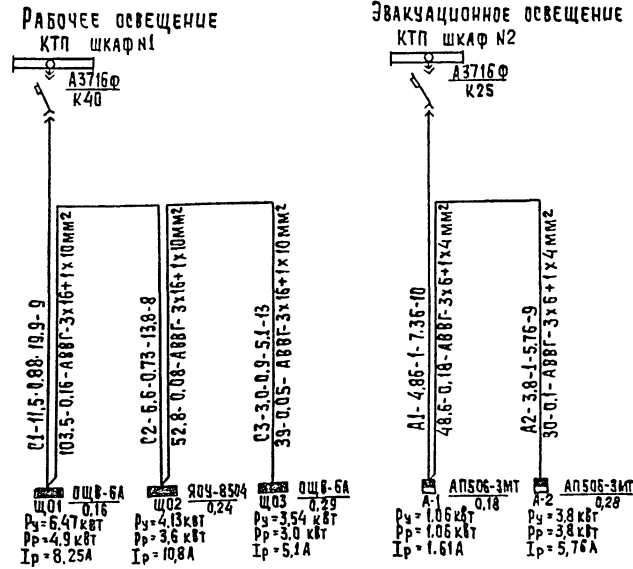 Рабочее освещение
КТП шкаф N1
А3716Ф
К40
С1-11,5-0.88-19.9-9
103.5-0,16-АВВГ-3х16+1х10мм²
С2-6.6-0.73-13,8-8
52.8-0,08-АВВГ-3х16+1х10мм²
С3-3,0-0.9-5,1-13
39-0,05-АВВГ-3х16+1х10мм²
ЩО1
ОЩВ-6А
0.16
Ру=6,47квт
Рр=4.9квт
Iр=8,25А
ЩО2
ЯОУ-8504
0,24
Ру=4.13квт
Рр=3,6квт
Iр=10,8А
ЩО3
ОЩВ-6А
0.29
Ру=3,54квт
Рр=3.0квт
Iр=5,1А
Эвакуационное освещение
КТП шкаф N2
А3716Ф
К25
А1-4,86-1-7.36-10
48.6-0,18-АВВГ-3х6+1х4мм²
А2-3.8-1-5,76-9
30-0,1-АВВГ-3х6+1х4мм²
А-1
АП50Б-3МТ
0,18
Ру=1.06квт
Рр=1.06квт
Iр=1.61А
А-2
АП50Б-3МТ
0,28
Ру=3,8квт
Рр=3,8квт
Iр=5,76А